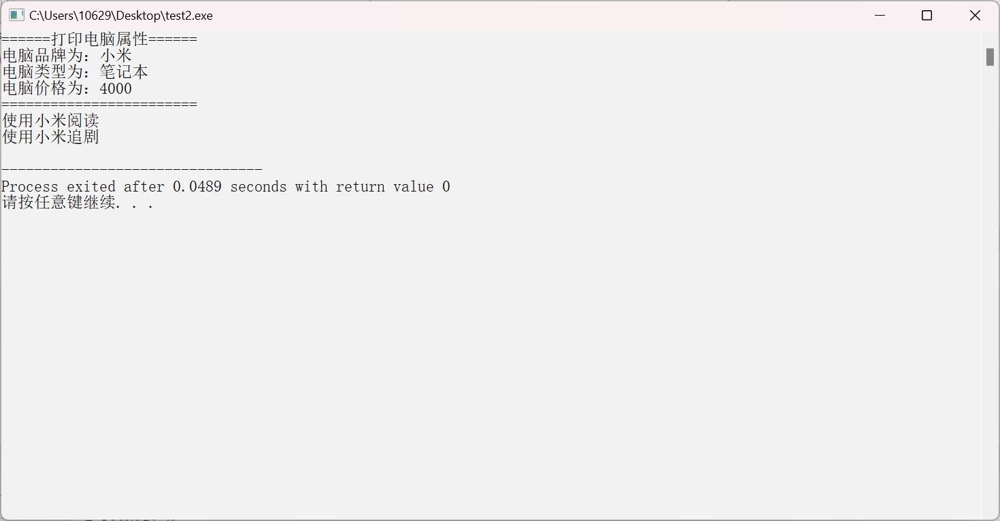 C:\Users\10629\Desktop\test2.exe
======打印电脑属性======
电脑品牌为：小米
电脑类型为：笔记本
电脑价格为：4000
========================
使用小米阅读
使用小米追剧
--------------------------------
Process exited after 0.0489 seconds with return value 0
请按任意键继续. . .